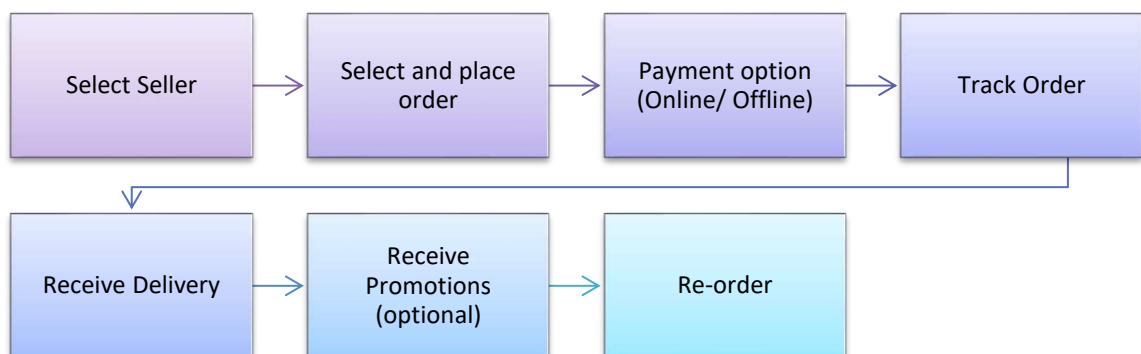 Select Seller
Select and place
order
Payment option
(Online/ Offline)
Track Order
Receive Delivery
Receive
Promotions
(optional)
Re-order